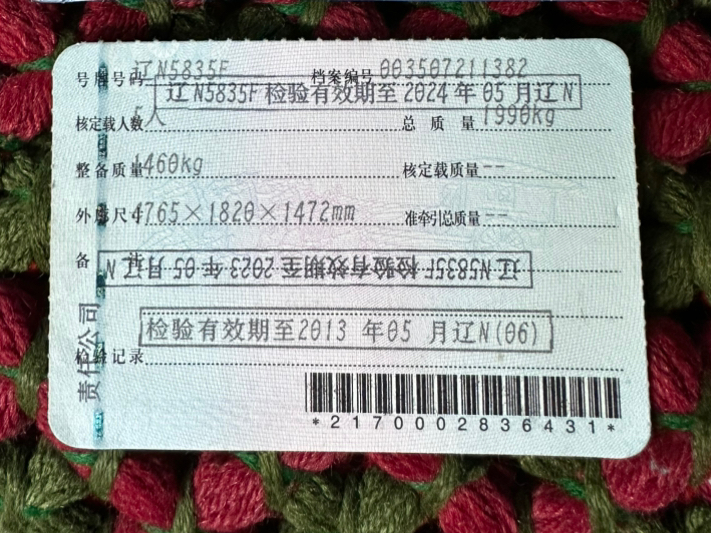 号牌号码 辽N5835F 档案编号 003507211382
辽N5835F 检验有效期至 2024 年 05 月辽N
核定载人数 5人 总 质 量 1990kg
整备质量 1460kg 核定载质量 --
外廓尺寸 4765×1820×1472mm 准牵引总质量 --
备 注
辽N5835F 检验有效期至 2023 年 05 月辽N
检验有效期至2013 年05 月辽N(06)
检验记录
责任公司
*2170002836431*